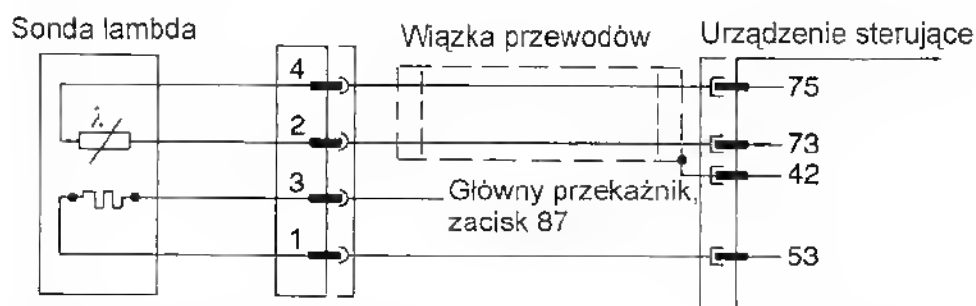 Sonda lambda
Wiązka przewodów
Urządzenie sterujące
4
75
λ
2
73
42
3
Główny przekaźnik,
zacisk 87
1
53